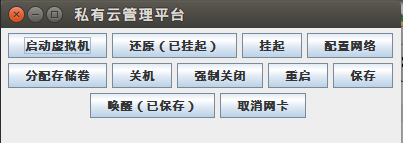 私有云管理平台
启动虚拟机 还原（已挂起） 挂起 配置网络
分配存储卷 关机 强制关闭 重启 保存
唤醒（已保存） 取消网卡